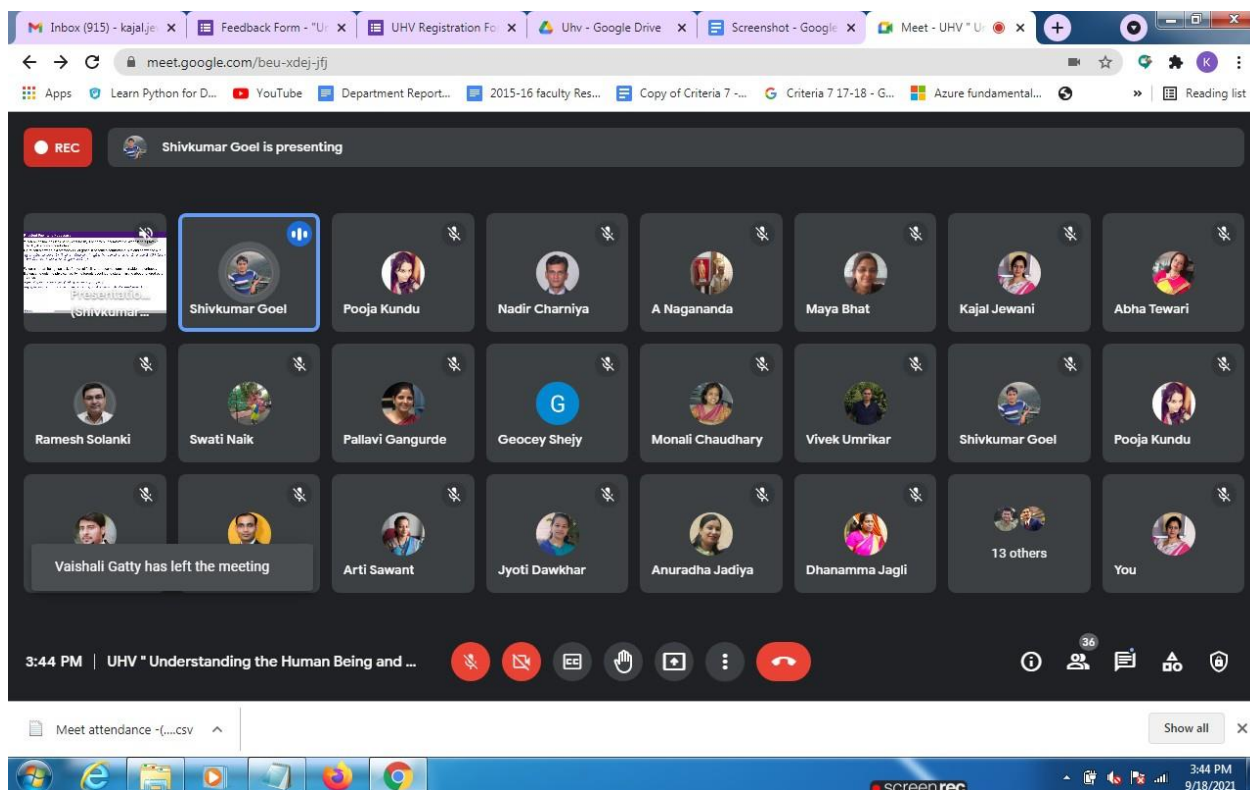 Inbox (915) - kajal.je
Feedback Form - "U
UHV Registration Fo
Uhv - Google Drive
Screenshot - Google
Meet - UHV " U
meet.google.com/beu-xdej-jfj
K
Apps
Learn Python for D...
YouTube
Department Report...
2015-16 faculty Res...
Copy of Criteria 7 -...
Criteria 7 17-18 - G...
Azure fundamental...
»
Reading list
REC
Shivkumar Goel is presenting
Presentatio...
(Shivkumar...
Shivkumar Goel
Pooja Kundu
Nadir Charniya
A Nagananda
Maya Bhat
Kajal Jewani
Abha Tewari
Ramesh Solanki
Swati Naik
Pallavi Gangurde
G
Geocey Shejy
Monali Chaudhary
Vivek Umrikar
Shivkumar Goel
Pooja Kundu
Vaishali Gatty has left the meeting
Arti Sawant
Jyoti Dawkhar
Anuradha Jadiya
Dhanamma Jagli
13 others
You
3:44 PM | UHV " Understanding the Human Being and ...
CC
36
Meet attendance -(....csv
Show all
screenrec
3:44 PM
9/18/2021